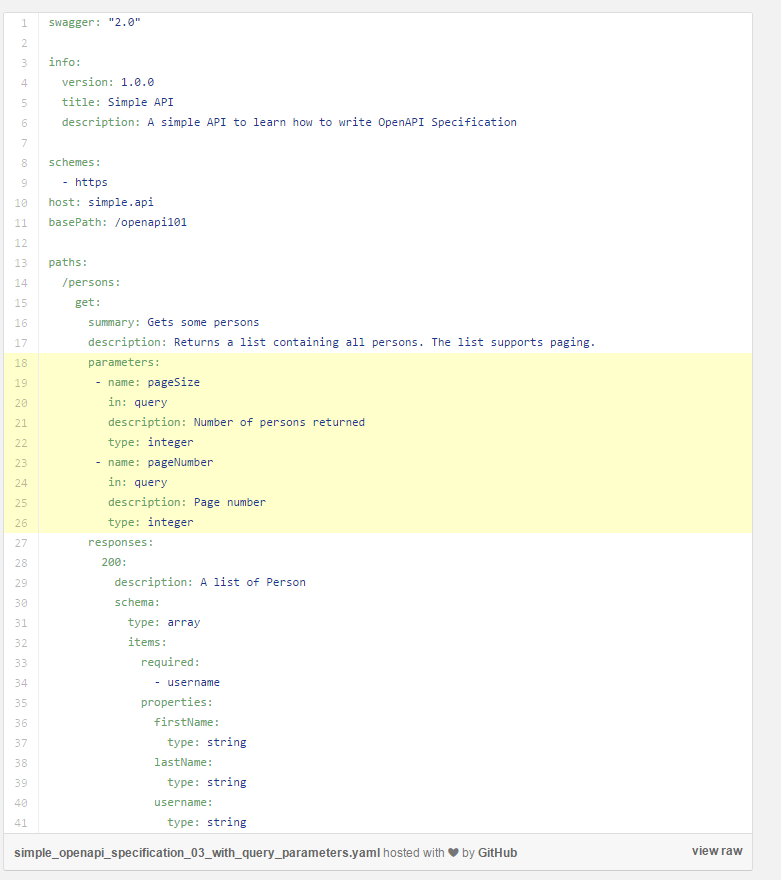 1 swagger: "2.0"
2
3 info:
4   version: 1.0.0
5   title: Simple API
6   description: A simple API to learn how to write OpenAPI Specification
7
8 schemes:
9   - https
10 host: simple.api
11 basePath: /openapi101
12
13 paths:
14   /persons:
15     get:
16       summary: Gets some persons
17       description: Returns a list containing all persons. The list supports paging.
18       parameters:
19        - name: pageSize
20          in: query
21          description: Number of persons returned
22          type: integer
23        - name: pageNumber
24          in: query
25          description: Page number
26          type: integer
27       responses:
28         200:
29           description: A list of Person
30           schema:
31             type: array
32             items:
33               required:
34                 - username
35               properties:
36                 firstName:
37                   type: string
38                 lastName:
39                   type: string
40                 username:
41                   type: string
simple_openapi_specification_03_with_query_parameters.yaml hosted with ❤ by GitHub view raw